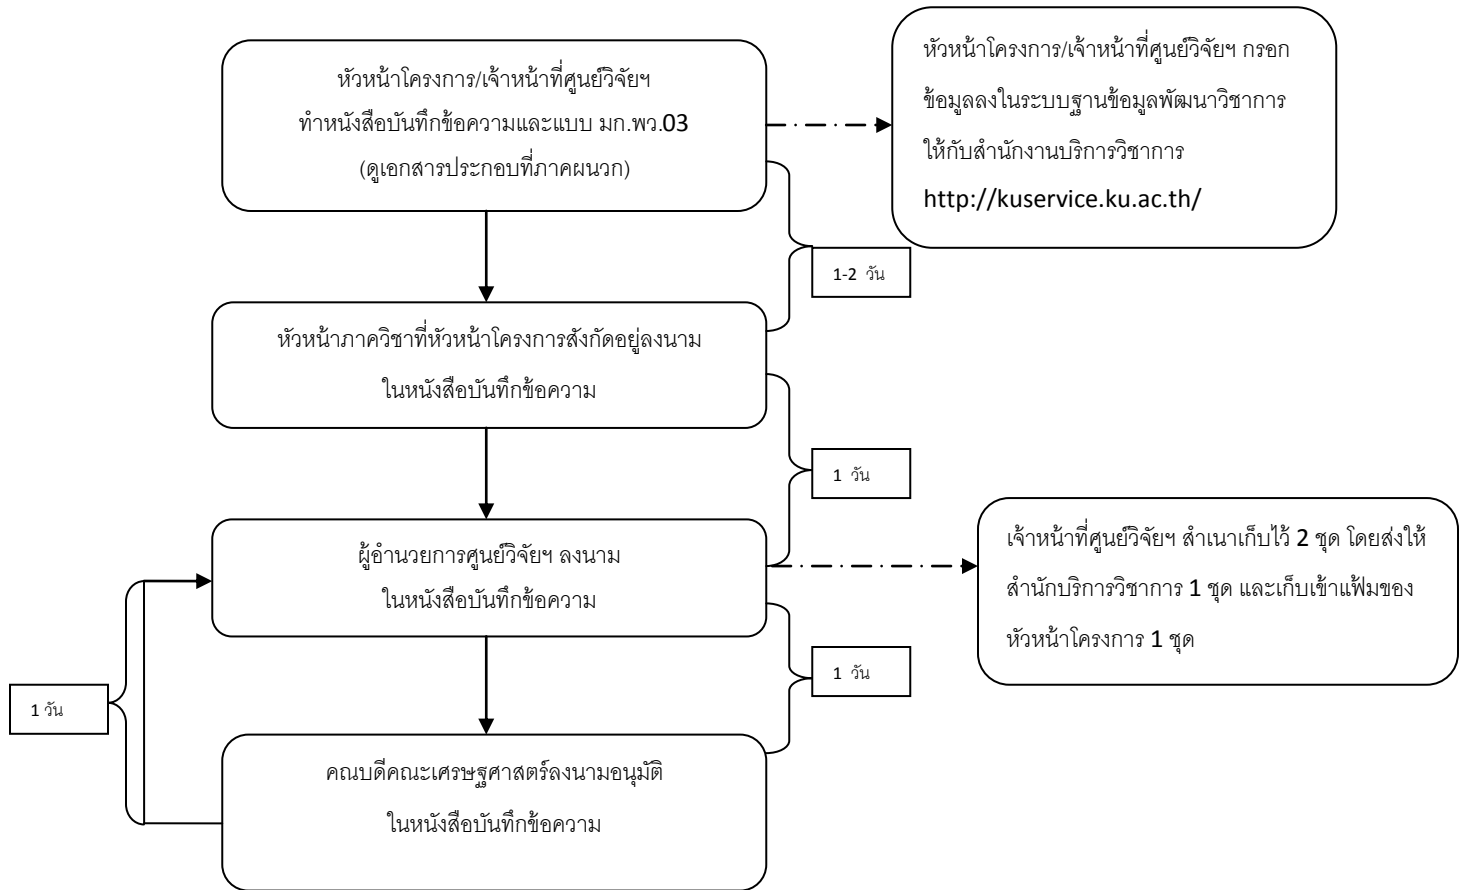 หัวหน้าโครงการ/เจ้าหน้าที่ศูนย์วิจัยฯ
ทำหนังสือบันทึกข้อความและแบบ มก.พว.03
(ดูเอกสารประกอบที่ภาคผนวก)
หัวหน้าโครงการ/เจ้าหน้าที่ศูนย์วิจัยฯ กรอก
ข้อมูลลงในระบบฐานข้อมูลพัฒนาวิชาการ
ให้กับสำนักงานบริการวิชาการ
http://kuservice.ku.ac.th/
1-2 วัน
หัวหน้าภาควิชาที่หัวหน้าโครงการสังกัดอยู่ลงนาม
ในหนังสือบันทึกข้อความ
1 วัน
ผู้อำนวยการศูนย์วิจัยฯ ลงนาม
ในหนังสือบันทึกข้อความ
เจ้าหน้าที่ศูนย์วิจัยฯ สำเนาเก็บไว้ 2 ชุด โดยส่งให้
สำนักบริการวิชาการ 1 ชุด และเก็บเข้าแฟ้มของ
หัวหน้าโครงการ 1 ชุด
1 วัน
1 วัน
คณบดีคณะเศรษฐศาสตร์ลงนามอนุมัติ
ในหนังสือบันทึกข้อความ